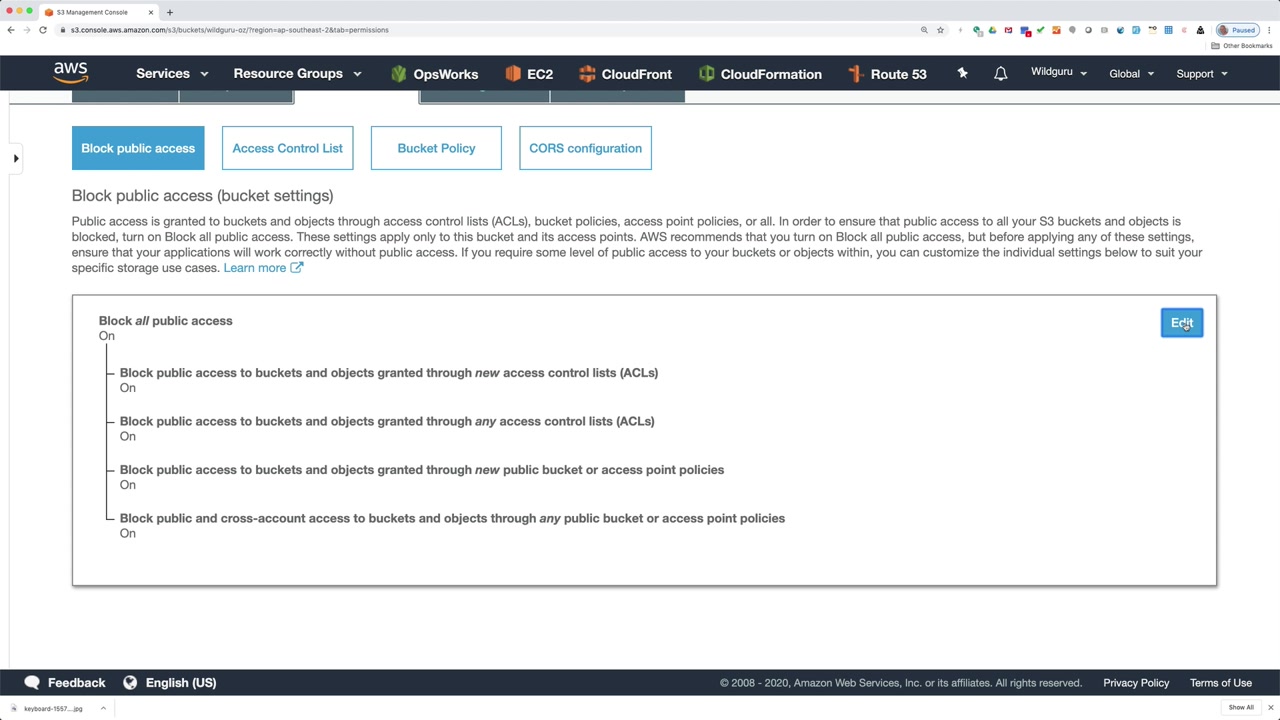 S3 Management Console
s3.console.aws.amazon.com/s3/buckets/wildguru-oz/?region=ap-southeast-2&tab=permissions
Paused
Other Bookmarks
aws
Services
Resource Groups
OpsWorks
EC2
CloudFront
CloudFormation
Route 53
Wildguru
Global
Support
Block public access
Access Control List
Bucket Policy
CORS configuration
Block public access (bucket settings)
Public access is granted to buckets and objects through access control lists (ACLs), bucket policies, access point policies, or all. In order to ensure that public access to all your S3 buckets and objects is
blocked, turn on Block all public access. These settings apply only to this bucket and its access points. AWS recommends that you turn on Block all public access, but before applying any of these settings,
ensure that your applications will work correctly without public access. If you require some level of public access to your buckets or objects within, you can customize the individual settings below to suit your
specific storage use cases. Learn more
Block all public access
On
Edit
Block public access to buckets and objects granted through new access control lists (ACLs)
On
Block public access to buckets and objects granted through any access control lists (ACLs)
On
Block public access to buckets and objects granted through new public bucket or access point policies
On
Block public and cross-account access to buckets and objects through any public bucket or access point policies
On
Feedback
English (US)
© 2008 - 2020, Amazon Web Services, Inc. or its affiliates. All rights reserved.
Privacy Policy
Terms of Use
keyboard-1557....jpg
Show All